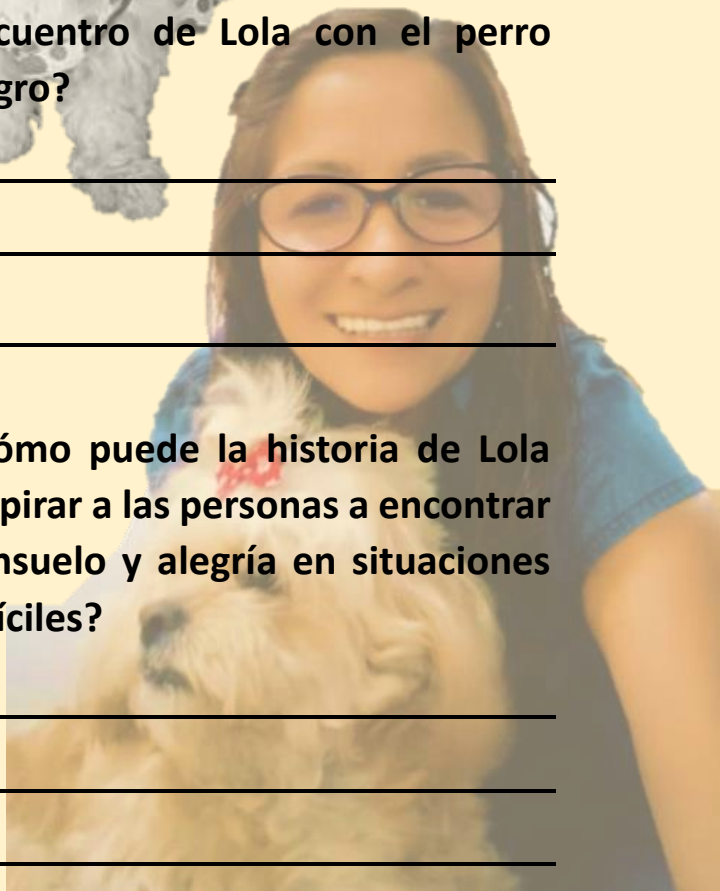 cuentro de Lola con el perro
gro?
ómo puede la historia de Lola
pirar a las personas a encontrar
nsuelo y alegría en situaciones
íciles?